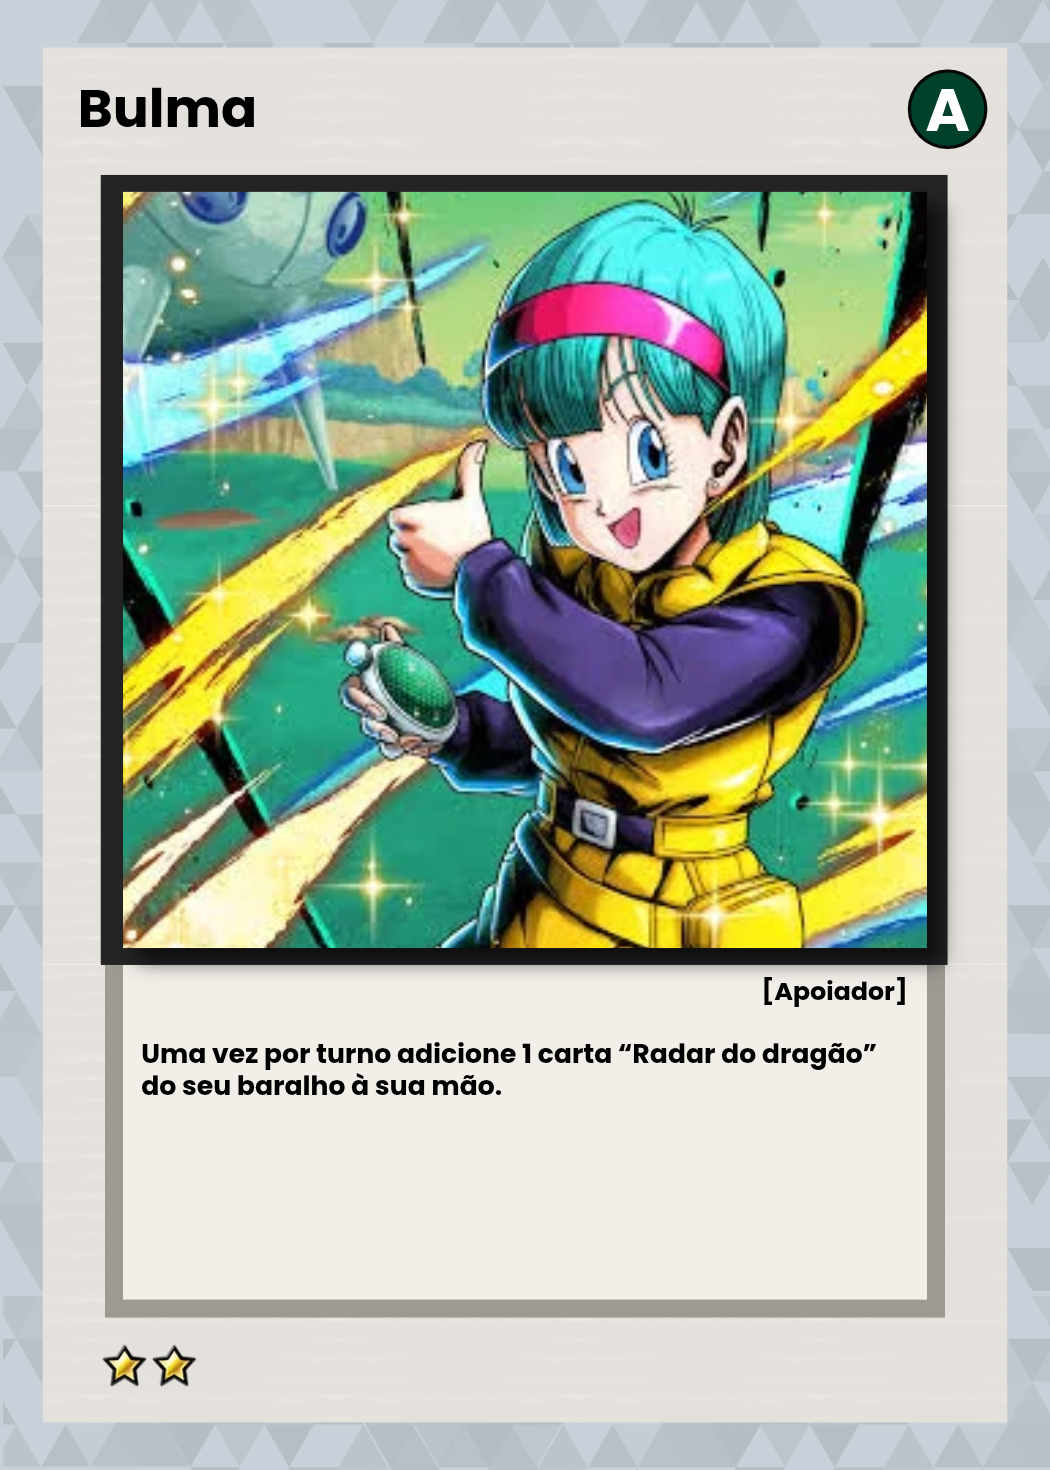 Bulma
A
[Apoiador]
Uma vez por turno adicione 1 carta “Radar do dragão”
do seu baralho à sua mão.